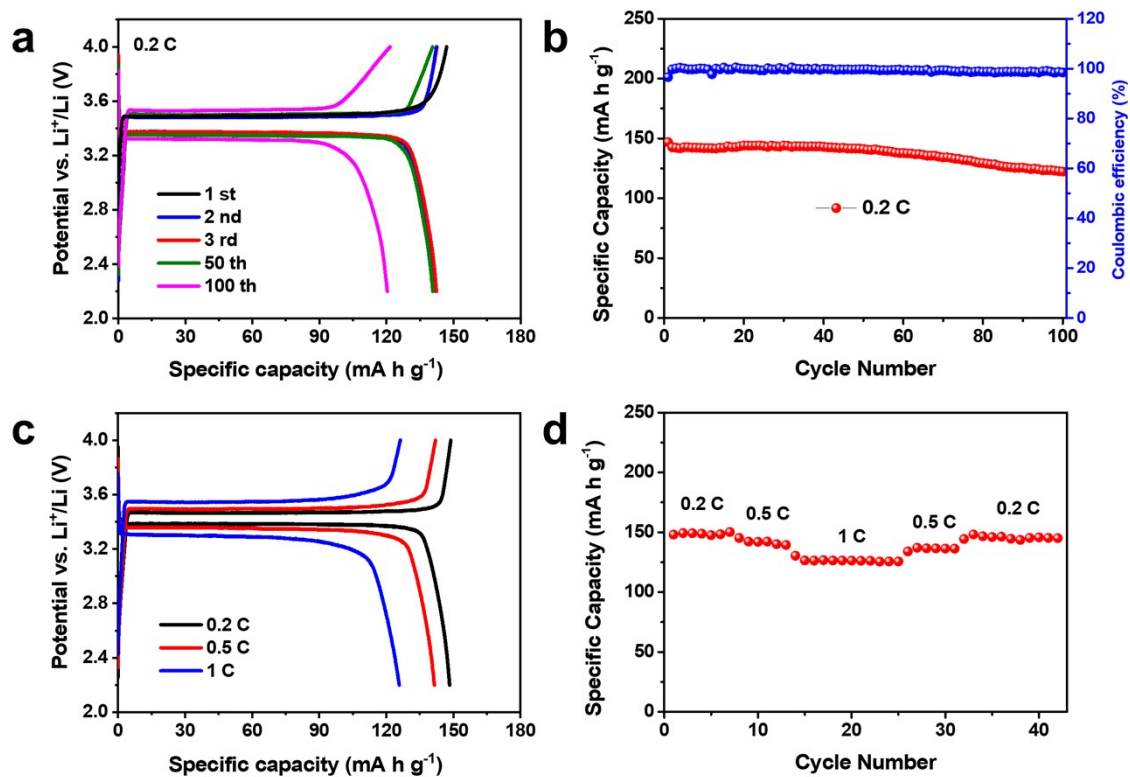 a
0.2 C
Potential vs. Li⁺/Li (V)
4.0
3.6
3.2
2.8
2.4
2.0
1 st
2 nd
3 rd
50 th
100 th
0 30 60 90 120 150 180
Specific capacity (mA h g⁻¹)
b
Specific Capacity (mA h g⁻¹)
250
200
150
100
50
0
0.2 C
120
100
80
60
40
20
0
Coulombic efficiency (%)
0 20 40 60 80 100
Cycle Number
c
Potential vs. Li⁺/Li (V)
4.0
3.6
3.2
2.8
2.4
2.0
0.2 C
0.5 C
1 C
0 30 60 90 120 150 180
Specific capacity (mA h g⁻¹)
d
Specific Capacity (mA h g⁻¹)
250
200
150
100
50
0
0.2 C
0.5 C
1 C
0.5 C
0.2 C
0 10 20 30 40
Cycle Number